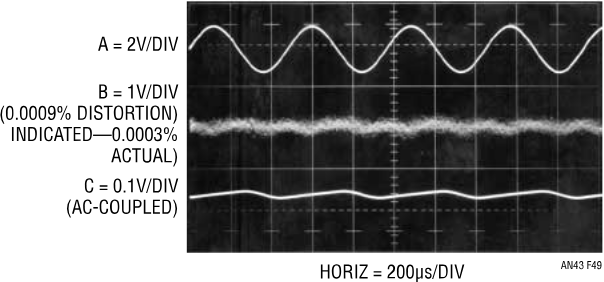 A = 2V/DIV
B = 1V/DIV
(0.0009% DISTORTION)
INDICATED—0.0003%
ACTUAL)
C = 0.1V/DIV
(AC-COUPLED)
HORIZ = 200µs/DIV
AN43 F49